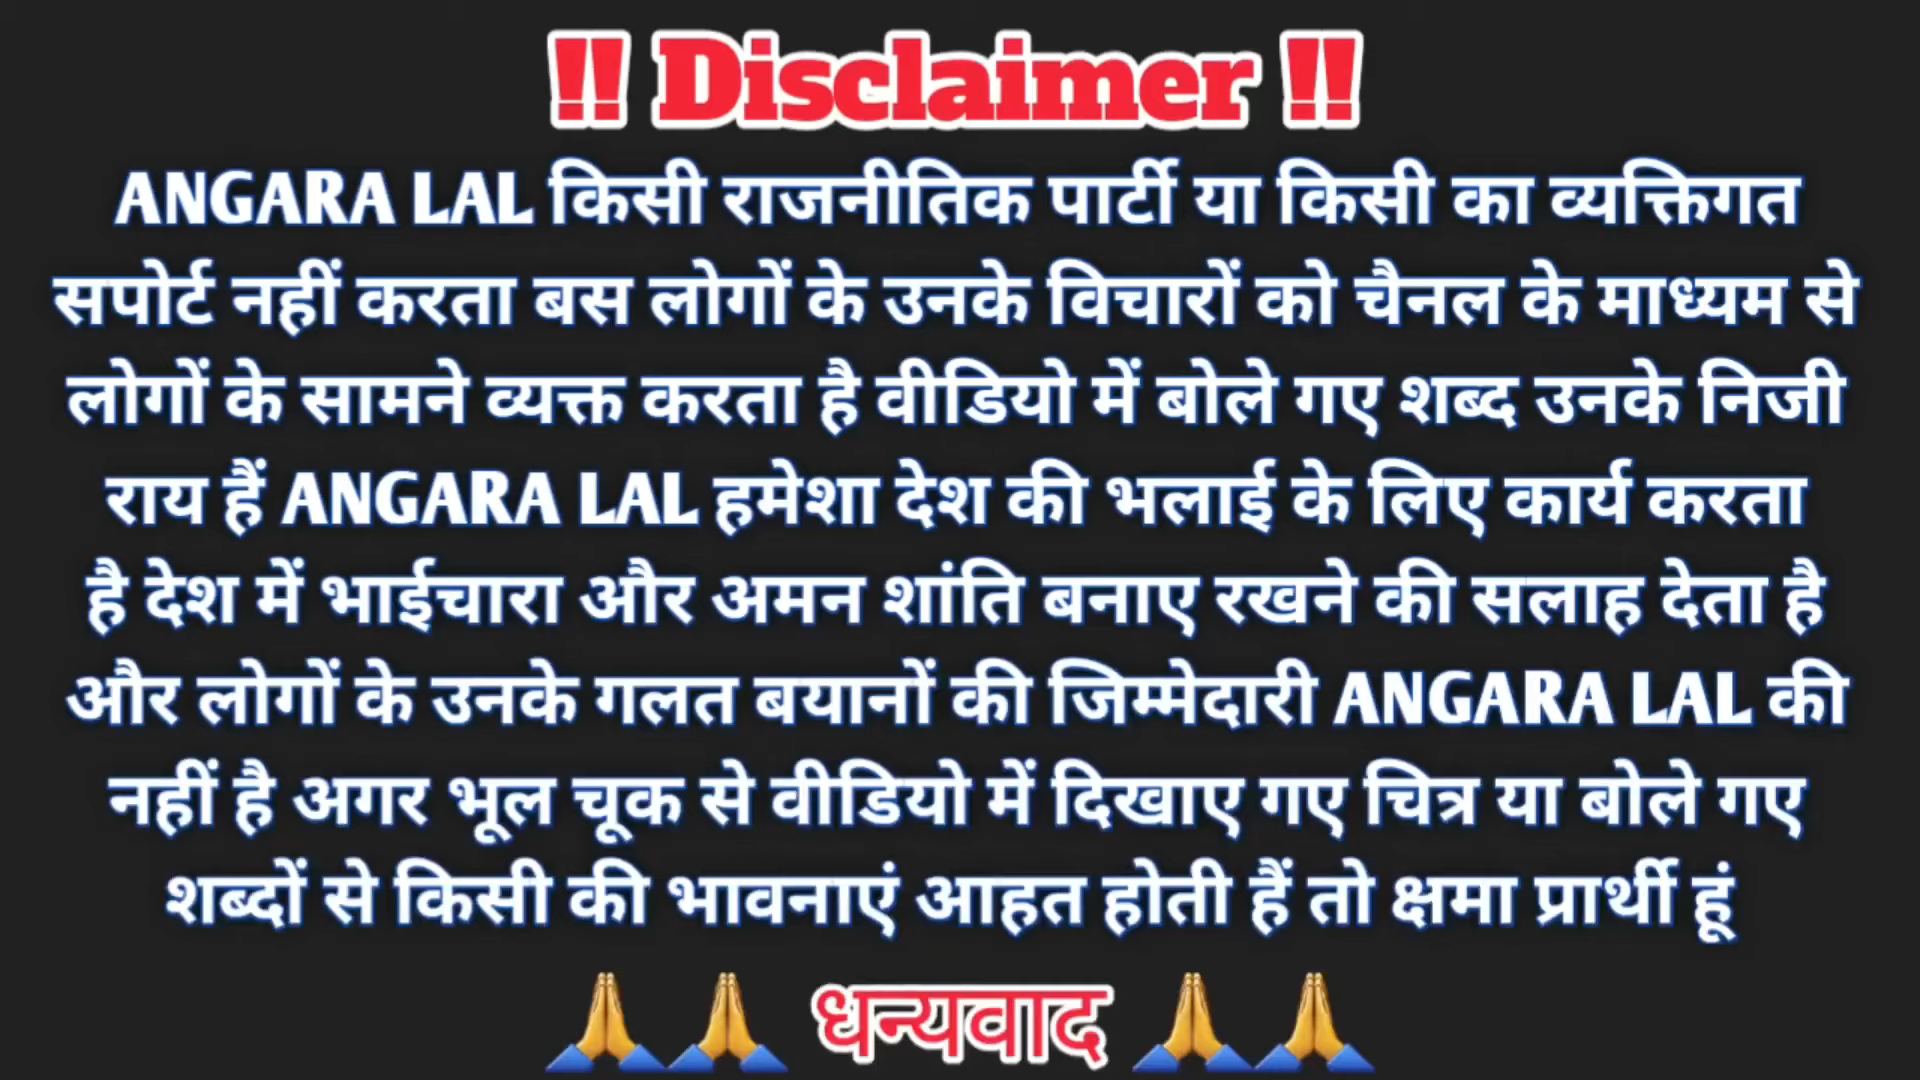 !! Disclaimer !!
ANGARA LAL किसी राजनीतिक पार्टी या किसी का व्यक्तिगत
सपोर्ट नहीं करता बस लोगों के उनके विचारों को चैनल के माध्यम से
लोगों के सामने व्यक्त करता है वीडियो में बोले गए शब्द उनके निजी
राय हैं ANGARA LAL हमेशा देश की भलाई के लिए कार्य करता
है देश में भाईचारा और अमन शांति बनाए रखने की सलाह देता है
और लोगों के उनके गलत बयानों की जिम्मेदारी ANGARA LAL की
नहीं है अगर भूल चूक से वीडियो में दिखाए गए चित्र या बोले गए
शब्दों से किसी की भावनाएं आहत होती हैं तो क्षमा प्रार्थी हूं
🙏🙏 धन्यवाद 🙏🙏